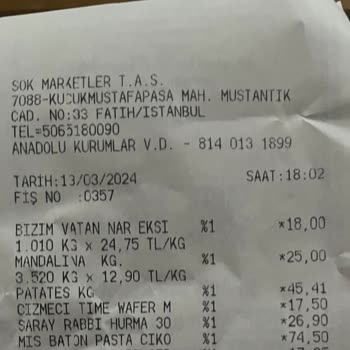 SOK MARKETLER T.A.S.
7088-KUCUKMUSTAFAPASA MAH. MUSTANTIK
CAD. NO:33 FATIH/ISTANBUL
TEL=5063180090
ANADOLU KURUMLAR V.D. - 814 013 1899
TARIH:13/03/2024 SAAT:18:02
FİŞ NO :0357
BIZIM VATAN NAR EKSI %1 *18,00
1.010 KG × 24,75 TL/KG
MANDALINA KG. %1 *25,00
3.520 KG × 12,90 TL/KG
PATATES KG %1 *45,41
CIZMECI TIME WAFER M %1 *17,50
SARAY RABBI HURMA 30 %1 *26,90
MIS BATON PASTA CIKO %1 *74,50